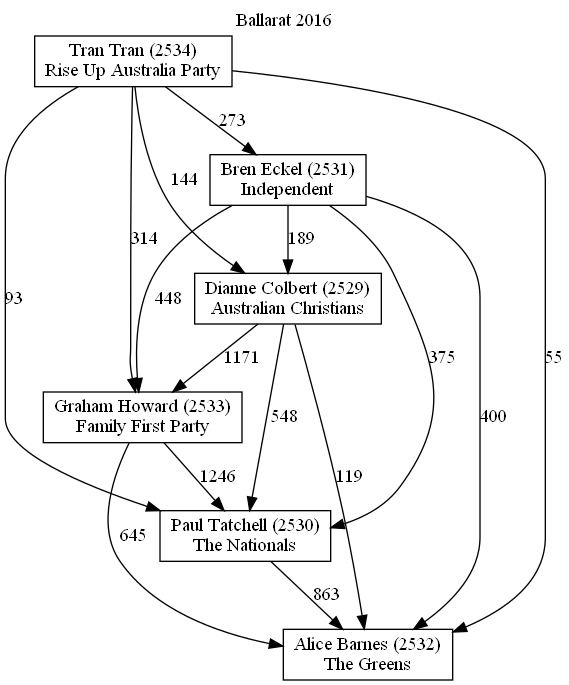 Ballarat 2016
Tran Tran (2534)
Rise Up Australia Party
273
Bren Eckel (2531)
Independent
144
189
314
448
93
Dianne Colbert (2529)
Australian Christians
1171
375
55
Graham Howard (2533)
Family First Party
548
400
1246
119
645
Paul Tatchell (2530)
The Nationals
863
Alice Barnes (2532)
The Greens